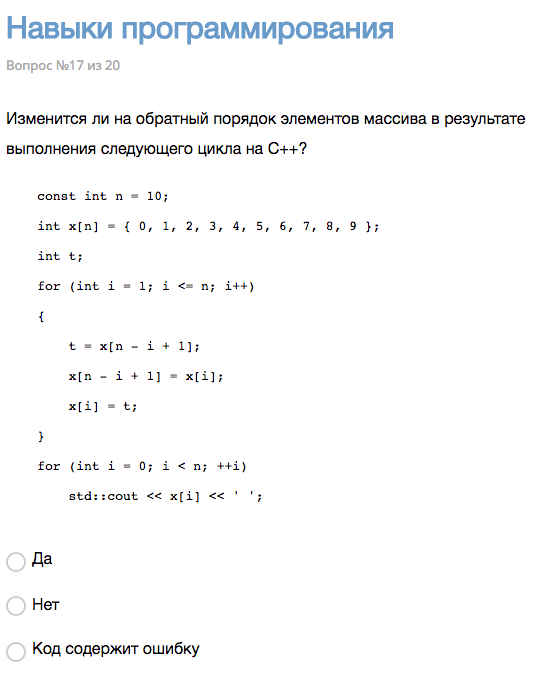 Навыки программирования
Вопрос №17 из 20
Изменится ли на обратный порядок элементов массива в результате
выполнения следующего цикла на C++?
const int n = 10;
int x[n] = { 0, 1, 2, 3, 4, 5, 6, 7, 8, 9 };
int t;
for (int i = 1; i <= n; i++)
{
t = x[n - i + 1];
x[n - i + 1] = x[i];
x[i] = t;
}
for (int i = 0; i < n; ++i)
std::cout << x[i] << ' ';
Да
Нет
Код содержит ошибку